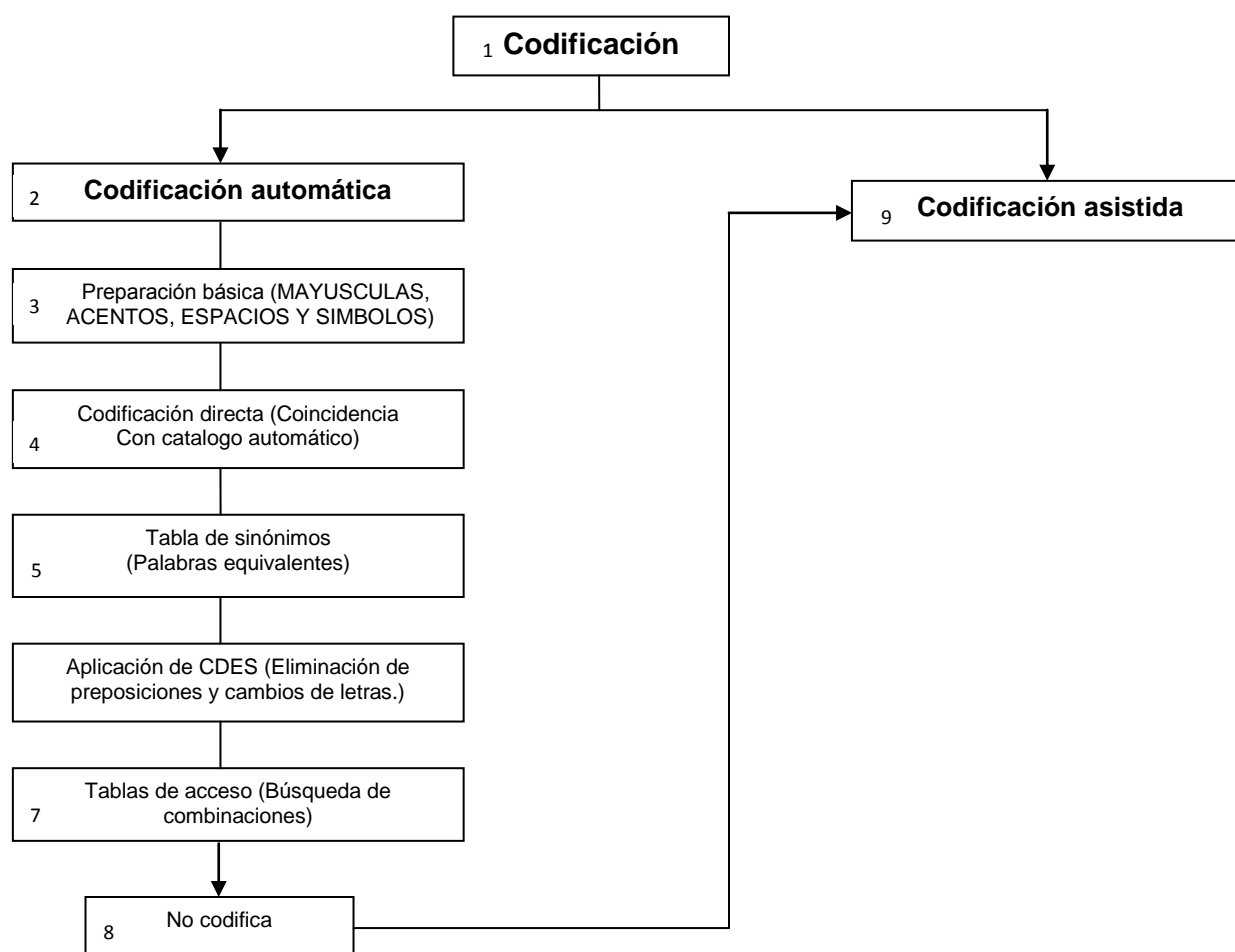 1 Codificación
2 Codificación automática
9 Codificación asistida
3 Preparación básica (MAYUSCULAS,
ACENTOS, ESPACIOS Y SIMBOLOS)
4 Codificación directa (Coincidencia
Con catalogo automático)
5 Tabla de sinónimos
(Palabras equivalentes)
Aplicación de CDES (Eliminación de
preposiciones y cambios de letras.)
7 Tablas de acceso (Búsqueda de
combinaciones)
8 No codifica